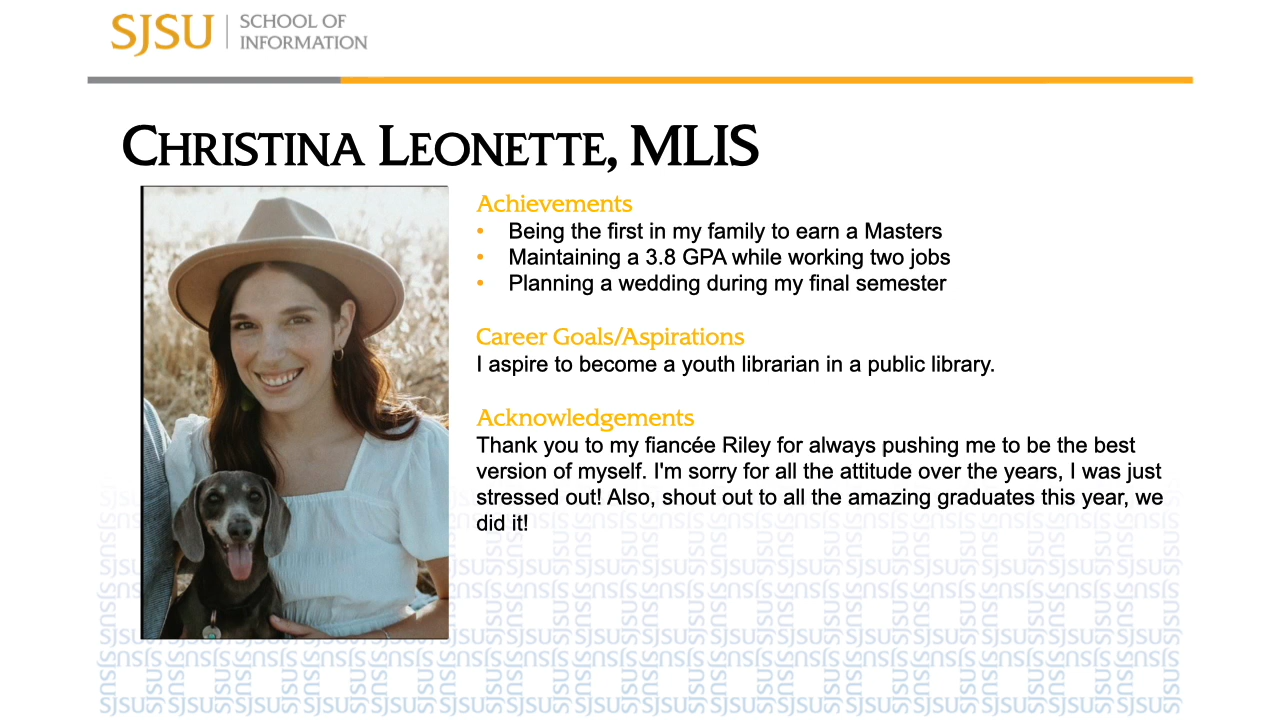 SJSU | SCHOOL OF
INFORMATION
CHRISTINA LEONETTE, MLIS
Achievements
• Being the first in my family to earn a Masters
• Maintaining a 3.8 GPA while working two jobs
• Planning a wedding during my final semester
Career Goals/Aspirations
I aspire to become a youth librarian in a public library.
Acknowledgements
Thank you to my fiancée Riley for always pushing me to be the best
version of myself. I'm sorry for all the attitude over the years, I was just
stressed out! Also, shout out to all the amazing graduates this year, we
did it!